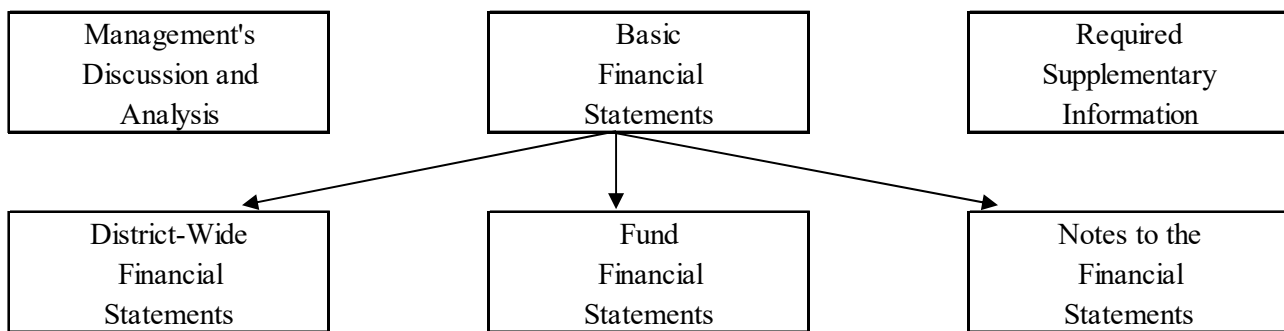 Management's
Discussion and
Analysis
Basic
Financial
Statements
Required
Supplementary
Information
District-Wide
Financial
Statements
Fund
Financial
Statements
Notes to the
Financial
Statements